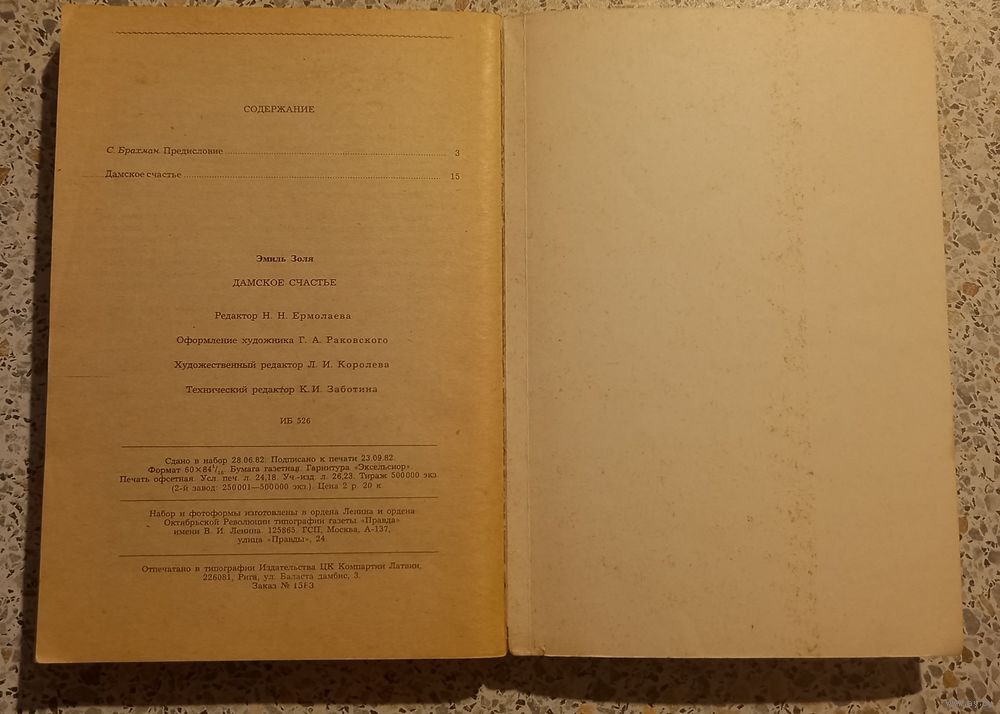 СОДЕРЖАНИЕ
С. Брахман. Предисловие 3
Дамское счастье 15
Эмиль Золя
ДАМСКОЕ СЧАСТЬЕ
Редактор Н. Н. Ермолаева
Оформление художника Г. А. Раковского
Художественный редактор Л. И. Королева
Технический редактор К. И. Заботина
ИБ 526
Сдано в набор 28.06.82. Подписано к печати 23.09.82.
Формат 60×84¹/₁₆. Бумага газетная. Гарнитура «Эксельсиор».
Печать офсетная. Усл. печ. л. 24,18. Уч.-изд. л. 26,23. Тираж 500000 экз.
(2-й завод: 250001—500000 экз.). Цена 2 р. 20 к.
Набор и фотоформы изготовлены в ордена Ленина и ордена
Октябрьской Революции типографии газеты «Правда»
имени В. И. Ленина. 125865, ГСП, Москва, А-137,
улица «Правды», 24.
Отпечатано в типографии Издательства ЦК Компартии Латвии,
226081, Рига, ул. Баласта дамбис, 3.
Заказ №